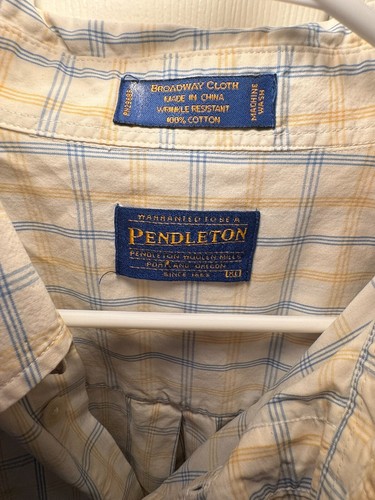 BROADWAY CLOTH
MADE IN CHINA
WRINKLE RESISTANT
100% COTTON
MACHINE
WASH
WARRANTED TO BE A
PENDLETON
PENDLETON WOOLEN MILLS
PORTLAND OREGON
SINCE 1863